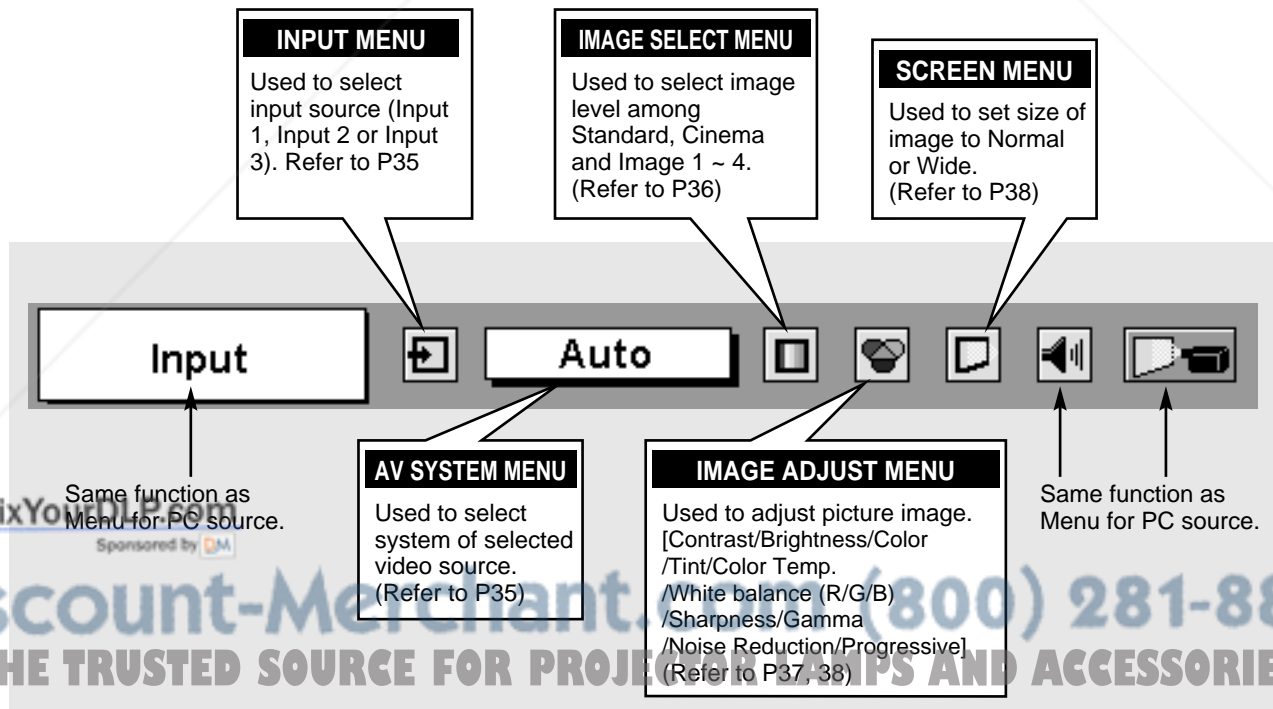 INPUT MENU
Used to select
input source (Input
1, Input 2 or Input
3). Refer to P35
IMAGE SELECT MENU
Used to select image
level among
Standard, Cinema
and Image 1 ~ 4.
(Refer to P36)
SCREEN MENU
Used to set size of
image to Normal
or Wide.
(Refer to P38)
Input
Auto
Same function as
Menu for PC source.
AV SYSTEM MENU
Used to select
system of selected
video source.
(Refer to P35)
IMAGE ADJUST MENU
Used to adjust picture image.
[Contrast/Brightness/Color
/Tint/Color Temp.
/White balance (R/G/B)
/Sharpness/Gamma
/Noise Reduction/Progressive]
(Refer to P37, 38)
Same function as
Menu for PC source.
ixYourDLP.com
Sponsored by DM
scount-Merchant.com (800) 281-88
HE TRUSTED SOURCE FOR PROJECTOR LAMPS AND ACCESSORIE